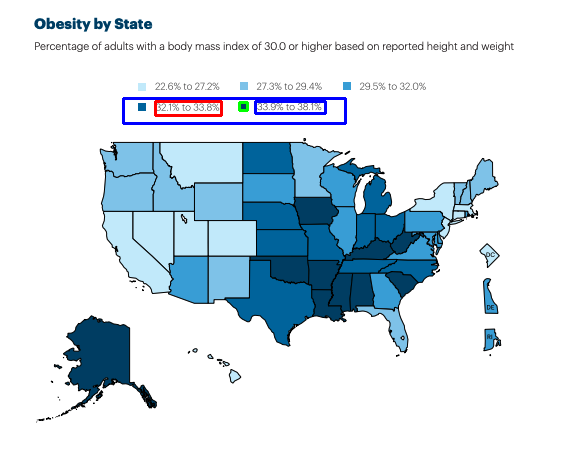 Obesity by State
Percentage of adults with a body mass index of 30.0 or higher based on reported height and weight
22.6% to 27.2% 27.3% to 29.4% 29.5% to 32.0%
32.1% to 33.8% 33.9% to 38.1%
DC
DE
RI